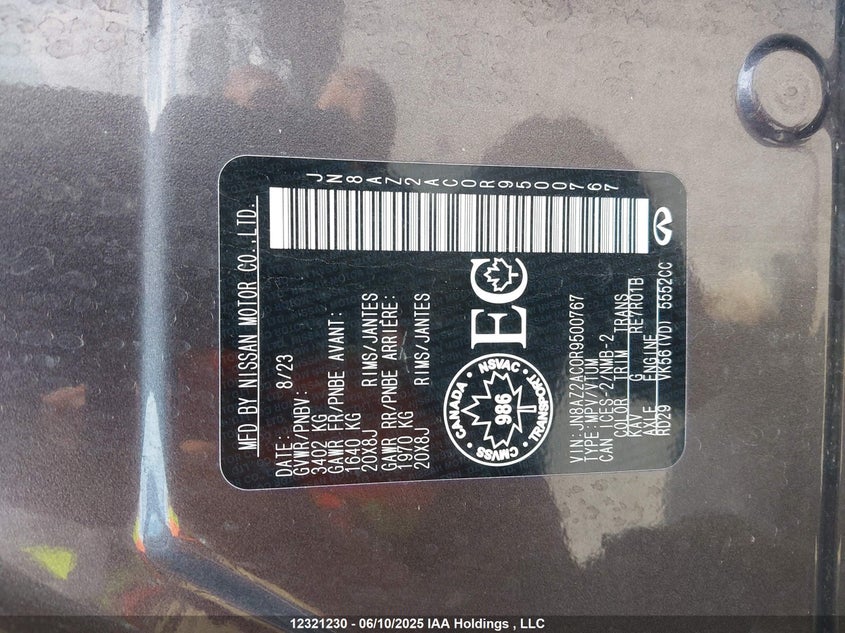 JN8AZ2AC0R9500767
MFD BY NISSAN MOTOR CO.,LTD.
DATE: 8/23
GVWR/PNBV:
3402 KG
GAWR FR/PNBE AVANT:
1640 KG RIMS/JANTES
20X8J
GAWR RR/PNBE ARRIÈRE:
1970 KG RIMS/JANTES
20X8J
CANADA
NSVAC
TRANSPORT
CMVSS
986
EC
VIN:JN8AZ2AC0R9500767
TYPE:MPV/VTUM
CAN ICES-2/NMB-2
COLOR TRIM TRANS
KAV G RE7R01B
AXLE ENGINE
RD29 VK56(VD) 5552CC
12321230 - 06/10/2025 IAA Holdings , LLC